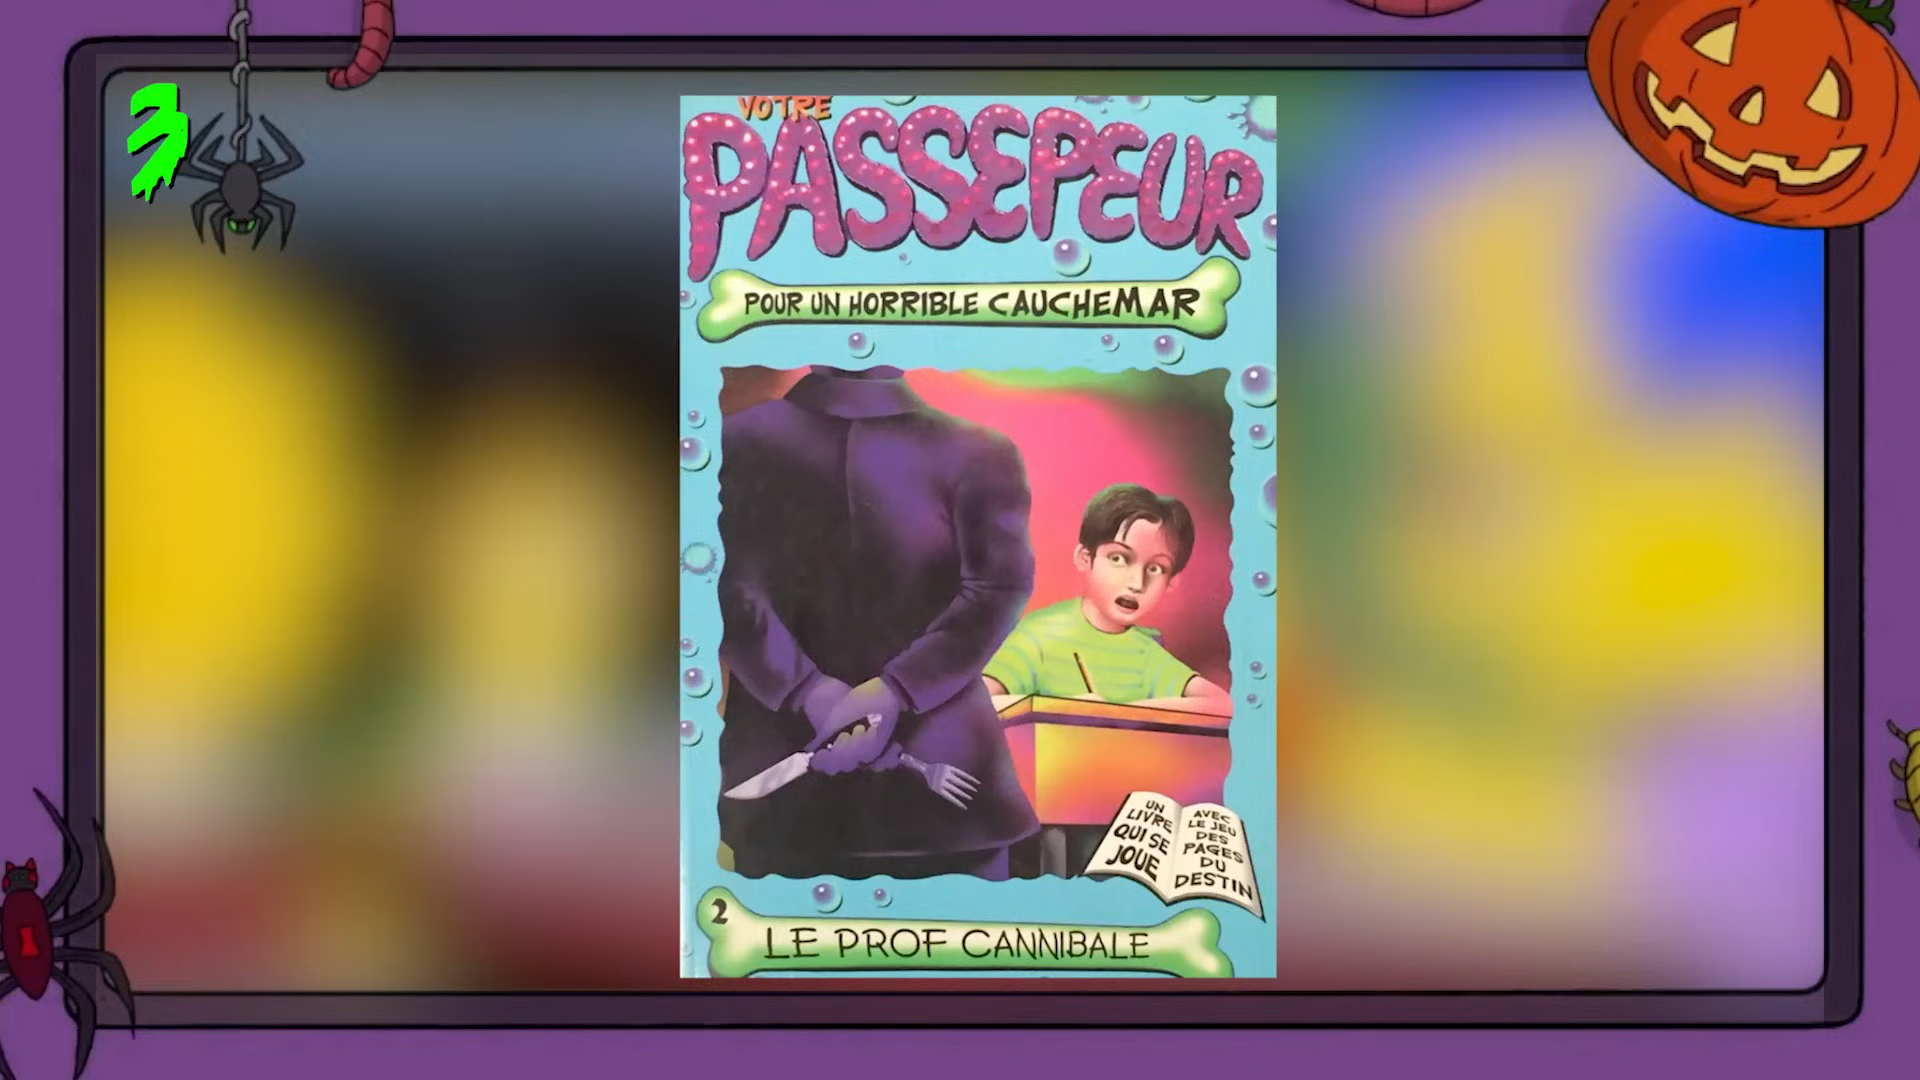 3
VOTRE
PASSEPEUR
POUR UN HORRIBLE CAUCHEMAR
UN
LIVRE
QUI SE
JOUE
AVEC
LE JEU
DES
PAGES
DU
DESTIN
2
LE PROF CANNIBALE